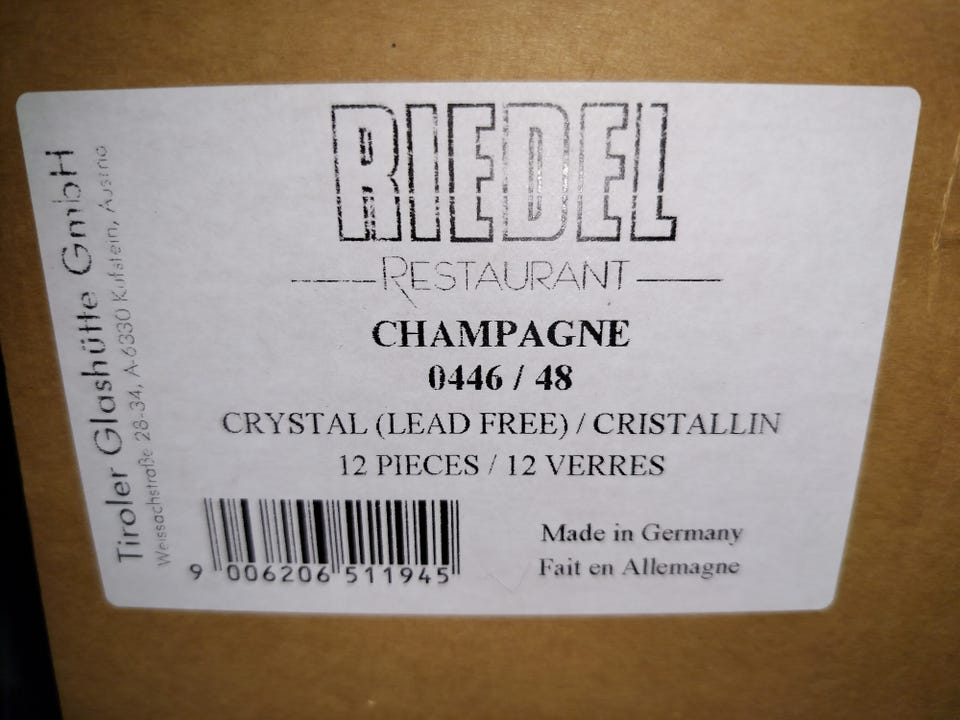 RIEDEL
RESTAURANT
CHAMPAGNE
0446 / 48
CRYSTAL (LEAD FREE) / CRISTALLIN
12 PIECES / 12 VERRES
Made in Germany
Fait en Allemagne
9 006206 511945
Tiroler Glashütte GmbH
Weissachstraße 28-34, A-6330 Kufstein, Austria